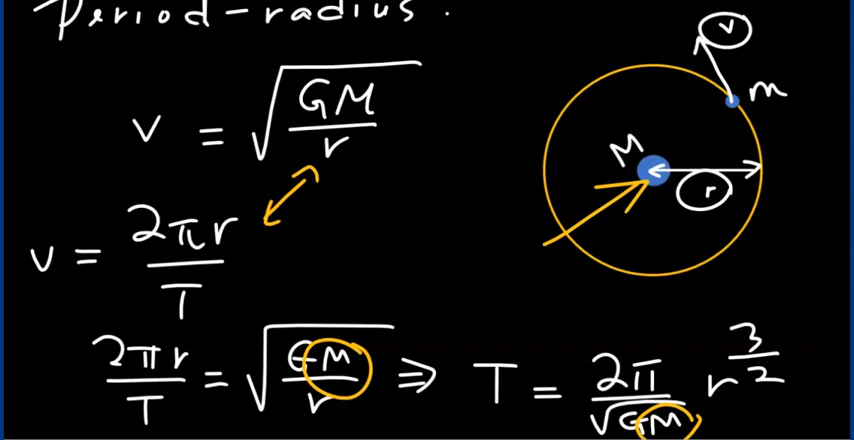 Period-radius.
v = √(GM/r)
v = 2πr/T
2πr/T = √(GM/r) ⇒ T = 2π/√GM r^(3/2)
v
m
M
r